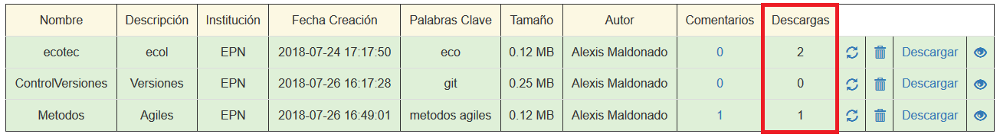 Nombre Descripción Institución Fecha Creación Palabras Clave Tamaño Autor Comentarios Descargas
ecotec ecol EPN 2018-07-24 17:17:50 eco 0.12 MB Alexis Maldonado 0 2 Descargar
ControlVersiones Versiones EPN 2018-07-26 16:17:28 git 0.25 MB Alexis Maldonado 0 0 Descargar
Metodos Agiles EPN 2018-07-26 16:49:01 metodos agiles 0.12 MB Alexis Maldonado 1 1 Descargar